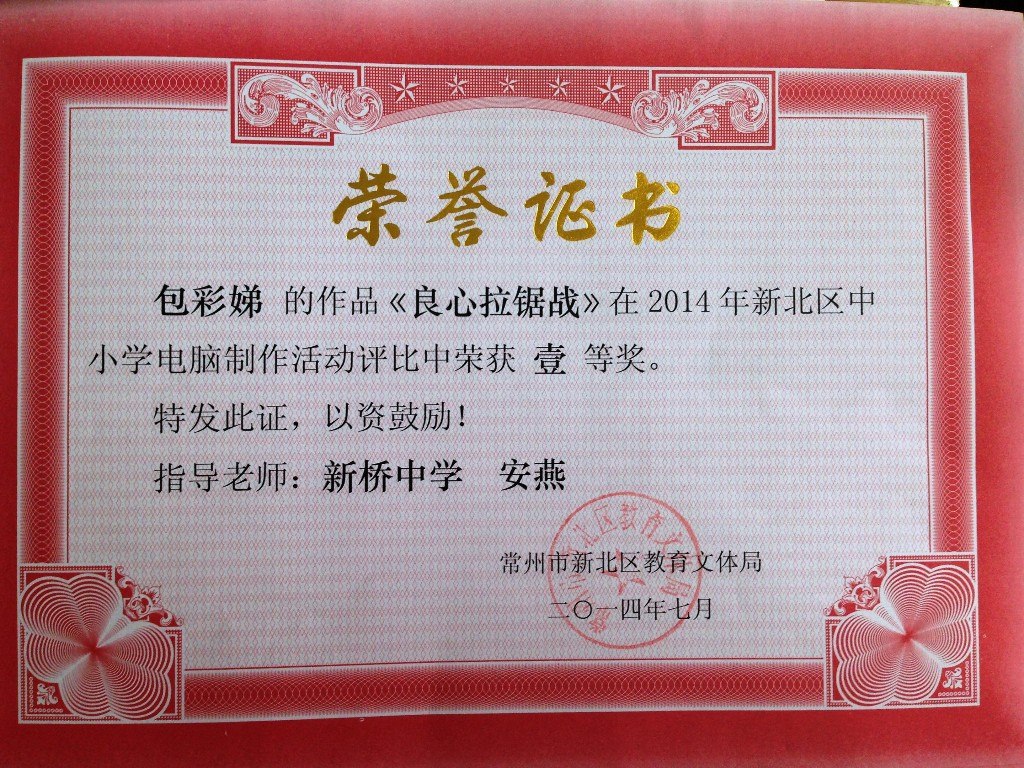 荣誉证书
包彩娣 的作品《良心拉锯战》在 2014 年新北区中
小学电脑制作活动评比中荣获 壹 等奖。
特发此证，以资鼓励！
指导老师：新桥中学 安燕
常州市新北区教育文体局
二〇一四年七月